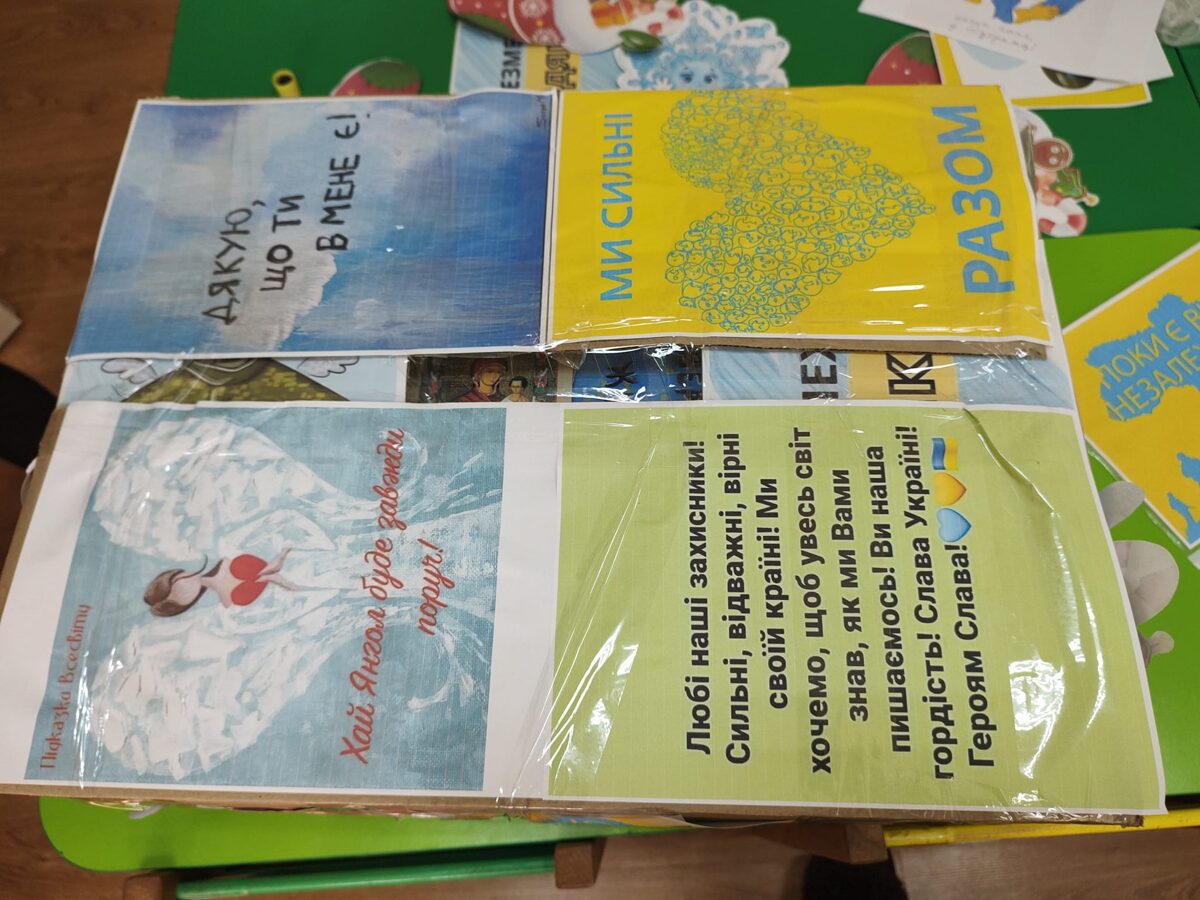 ДЯКУЮ,
ЩО ТИ
В МЕНЕ Є!
МИ СИЛЬНІ
РАЗОМ
Підказка Всесвіту
Хай Янгол буде завжди
поруч!
Любі наші захисники!
Сильні, відважні, вірні
своїй країні! Ми
хочемо, щоб увесь світ
знав, як ми Вами
пишаємось! Ви наша
гордість! Слава Україні!
Героям Слава!